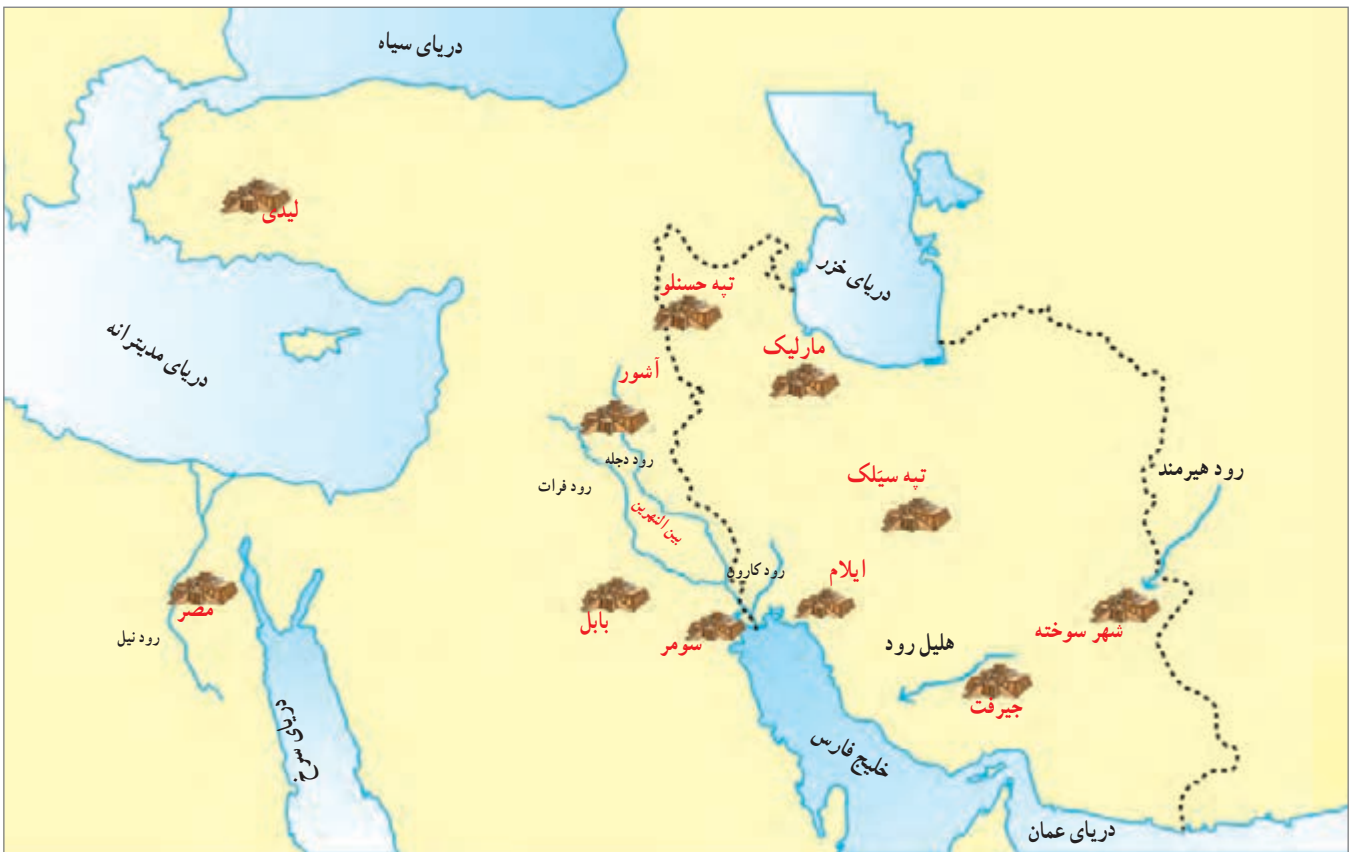 دریای سیاه
لیدی
دریای خزر
تپه حسنلو
دریای مدیترانه
مارلیک
آشور
رود دجله
تپه سیَلک
رود هیرمند
رود فرات
بین النهرین
رود کارون
ایلام
مصر
بابل
سومر
شهر سوخته
رود نیل
هلیل رود
جیرفت
دریای سرخ
خلیج فارس
دریای عمان